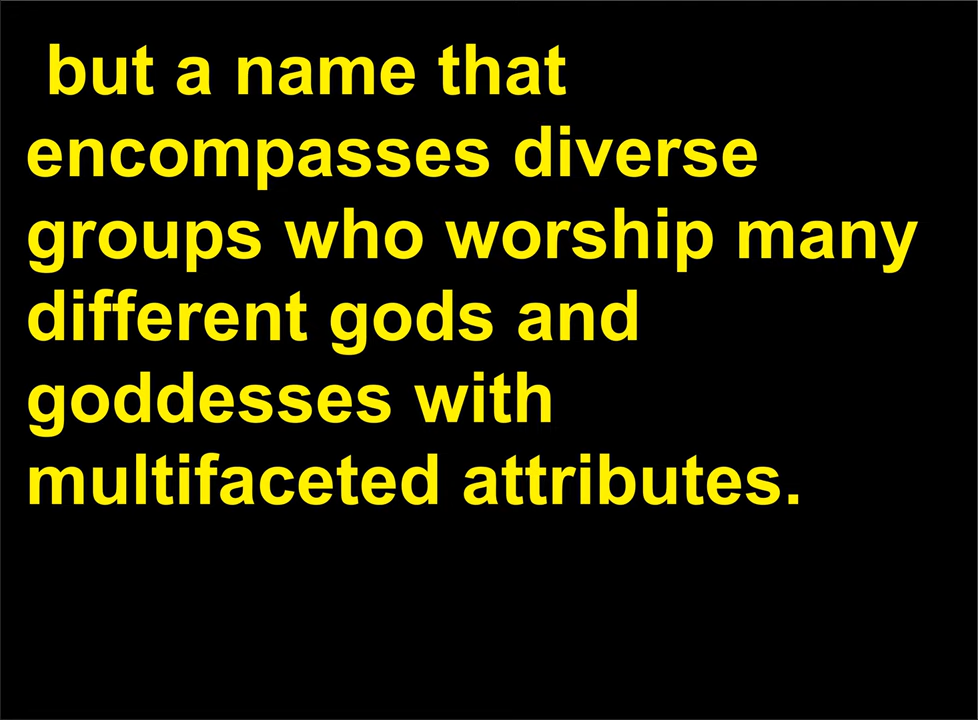 but a name that
encompasses diverse
groups who worship many
different gods and
goddesses with
multifaceted attributes.